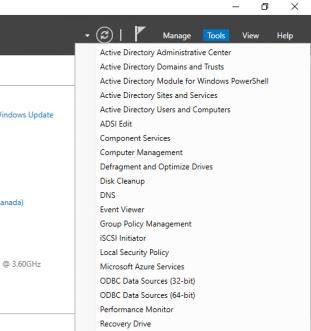 Manage Tools View Help
Active Directory Administrative Center
Active Directory Domains and Trusts
Active Directory Module for Windows PowerShell
Active Directory Sites and Services
Active Directory Users and Computers
Windows Update
ADSI Edit
Component Services
Computer Management
Defragment and Optimize Drives
Disk Cleanup
DNS
anada)
Event Viewer
Group Policy Management
iSCSI Initiator
Local Security Policy
@ 3.60GHz
Microsoft Azure Services
ODBC Data Sources (32-bit)
ODBC Data Sources (64-bit)
Performance Monitor
Recovery Drive